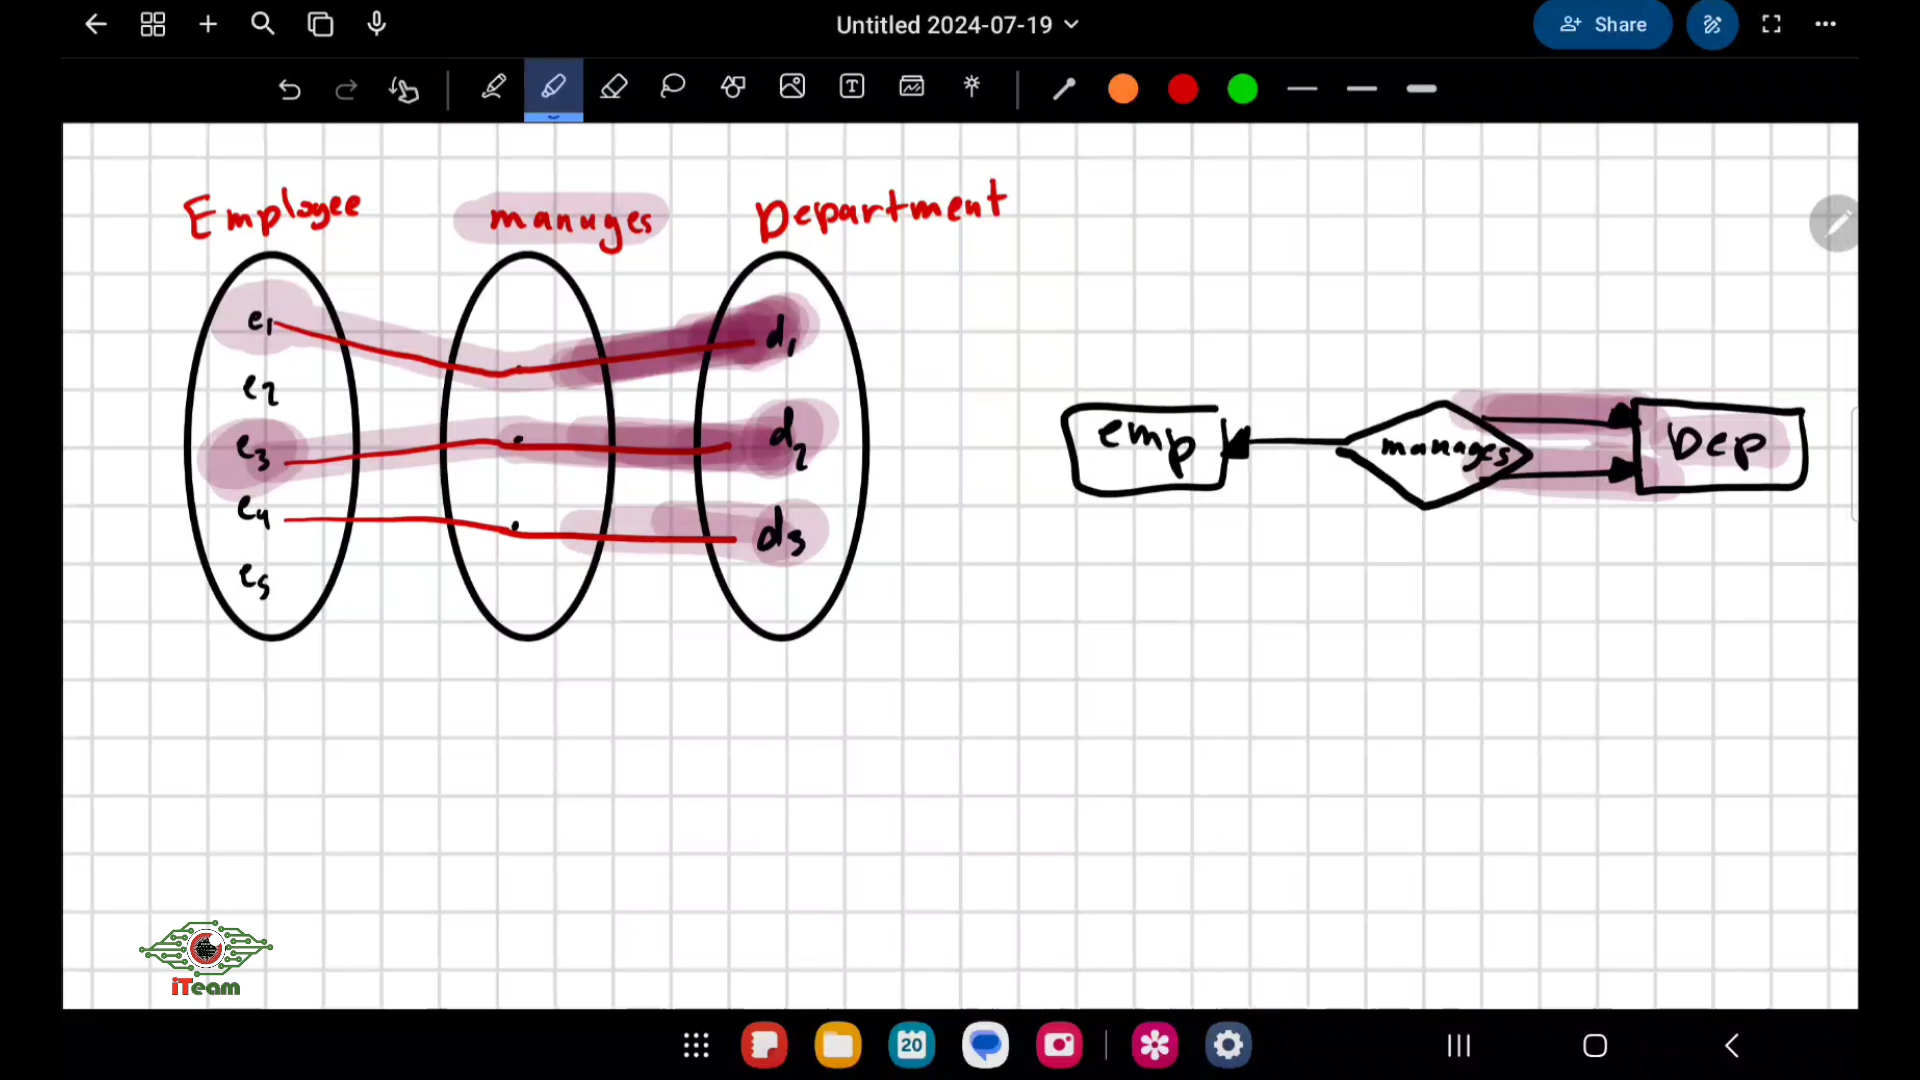 Untitled 2024-07-19
Share
Employee
manages
Department
e1
e2
e3
e4
e5
d1
d2
d3
emp
manages
Dep
iTeam
20